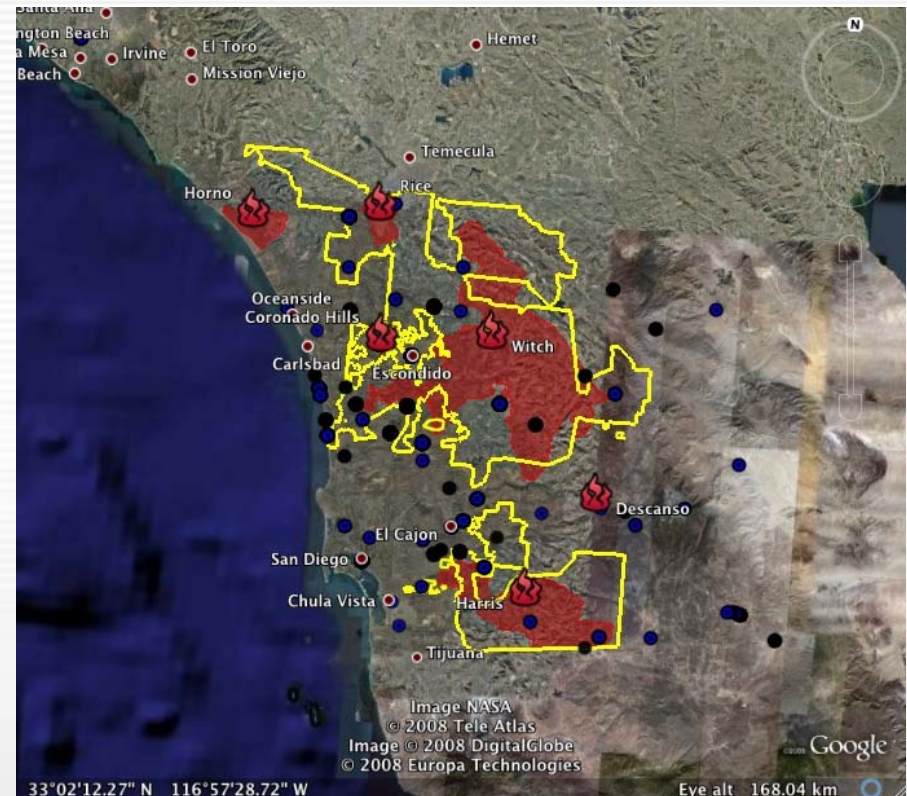 Santa Ana
ngton Beach
a Mesa
Irvine
El Toro
Hemet
Beach
Mission Viejo
N
Temecula
Rice
Horno
Oceanside
Coronado Hills
Witch
Carlsbad
Escondido
Descanso
El Cajon
San Diego
Chula Vista
Harris
Tijuana
Image NASA
© 2008 Tele Atlas
Image © 2008 DigitalGlobe
© 2008 Europa Technologies
©2008 Google
33°02'12.27" N 116°57'28.72" W
Eye alt 168.04 km